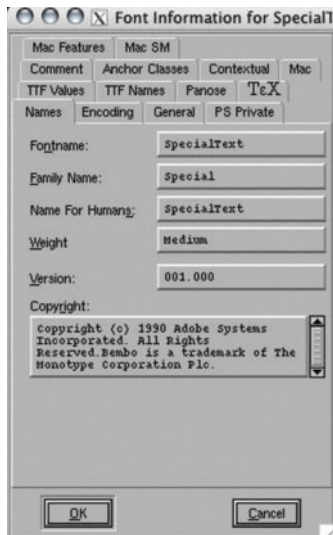 X Font Information for SpecialT
Mac Features Mac SM
Comment Anchor Classes Contextual Mac
TTF Values TTF Names Panose TεX
Names Encoding General PS Private
Fontname: SpecialText
Family Name: Special
Name For Humans: SpecialText
Weight Medium
Version: 001.000
Copyright:
Copyright (c) 1990 Adobe Systems
Incorporated. All Rights
Reserved.Bembo is a trademark of The
Monotype Corporation Plc.
OK Cancel